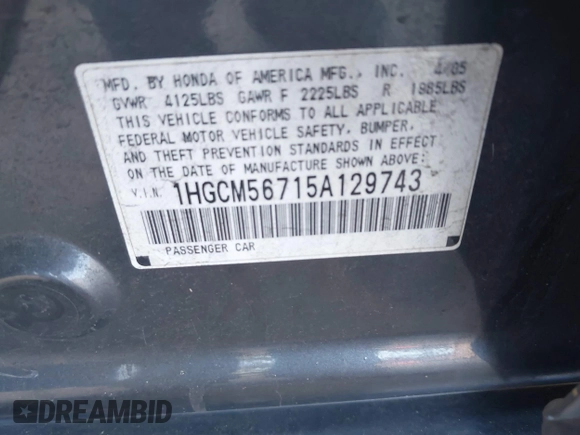 MFD. BY HONDA OF AMERICA MFG., INC. 4/05
GVWR 4125LBS GAWR F 2225LBS R 1985LBS
THIS VEHICLE CONFORMS TO ALL APPLICABLE
FEDERAL MOTOR VEHICLE SAFETY, BUMPER,
AND THEFT PREVENTION STANDARDS IN EFFECT
ON THE DATE OF MANUFACTURE SHOWN ABOVE:
V.I.N. 1HGCM56715A129743
PASSENGER CAR
DREAMBID